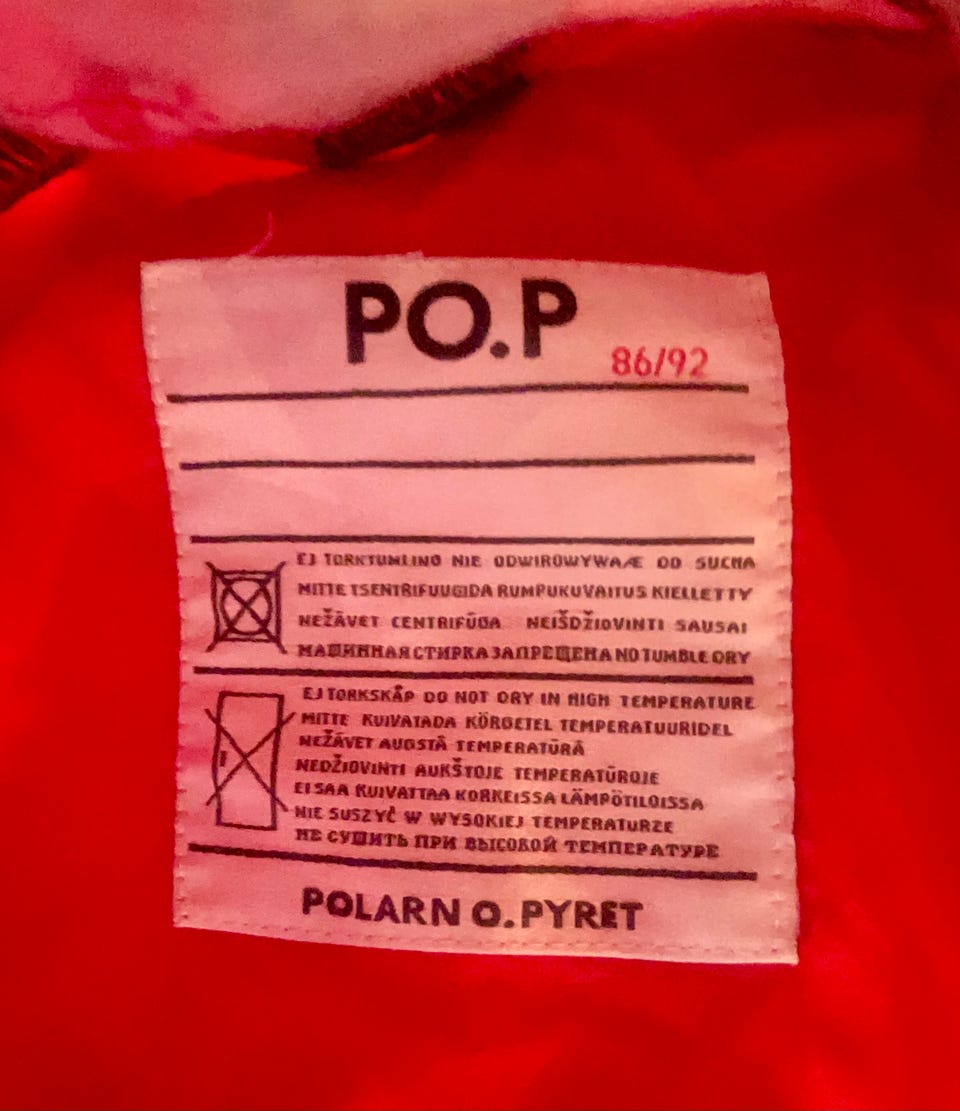 PO.P
86/92
EJ TORKTUMLING NIE ODWIROWYWAÆ OD SUCHA
MITTE TSENTRIFUUGIDA RUMPUKUVAITUS KIELLETTY
NEŽĀVET CENTRIFŪGA NEIŠDŽIOVINTI SAUSAI
МАШИННАЯ СТИРКА ЗАПРЕЩЕНА NO TUMBLE DRY
EJ TORKSKÅP DO NOT DRY IN HIGH TEMPERATURE
MITTE KUIVATADA KÕRGETEL TEMPERATUURIDEL
NEŽĀVET AUGSTĀ TEMPERATŪRĀ
NEDŽIOVINTI AUKŠTOJE TEMPERATŪROJE
EI SAA KUIVATTAA KORKEISSA LÄMPÖTILOISSA
NIE SUSZYĆ W WYSOKIEJ TEMPERATURZE
НЕ СУШИТЬ ПРИ ВЫСОКОЙ ТЕМПЕРАТУРЕ
POLARN O. PYRET